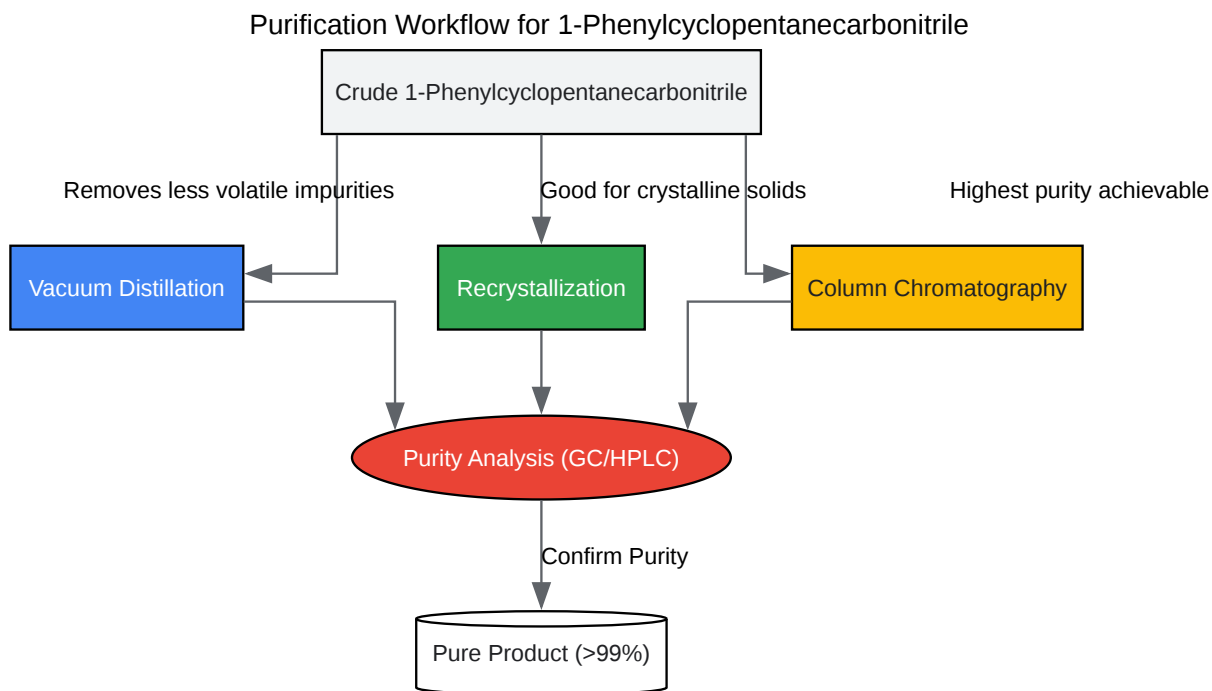 Purification Workflow for 1-Phenylcyclopentanecarbonitrile
Crude 1-Phenylcyclopentanecarbonitrile
Removes less volatile impurities
Good for crystalline solids
Highest purity achievable
Vacuum Distillation
Recrystallization
Column Chromatography
Purity Analysis (GC/HPLC)
Confirm Purity
Pure Product (>99%)